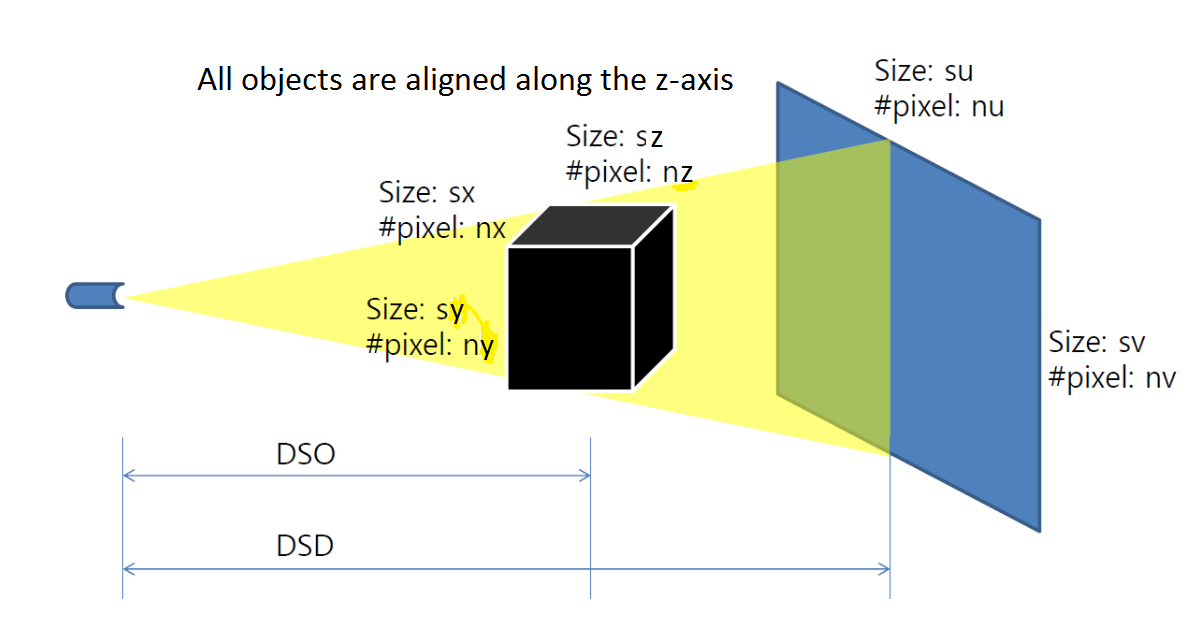 All objects are aligned along the z-axis
Size: su
#pixel: nu
Size: sz
#pixel: nz
Size: sx
#pixel: nx
Size: sy
#pixel: ny
Size: sv
#pixel: nv
DSO
DSD